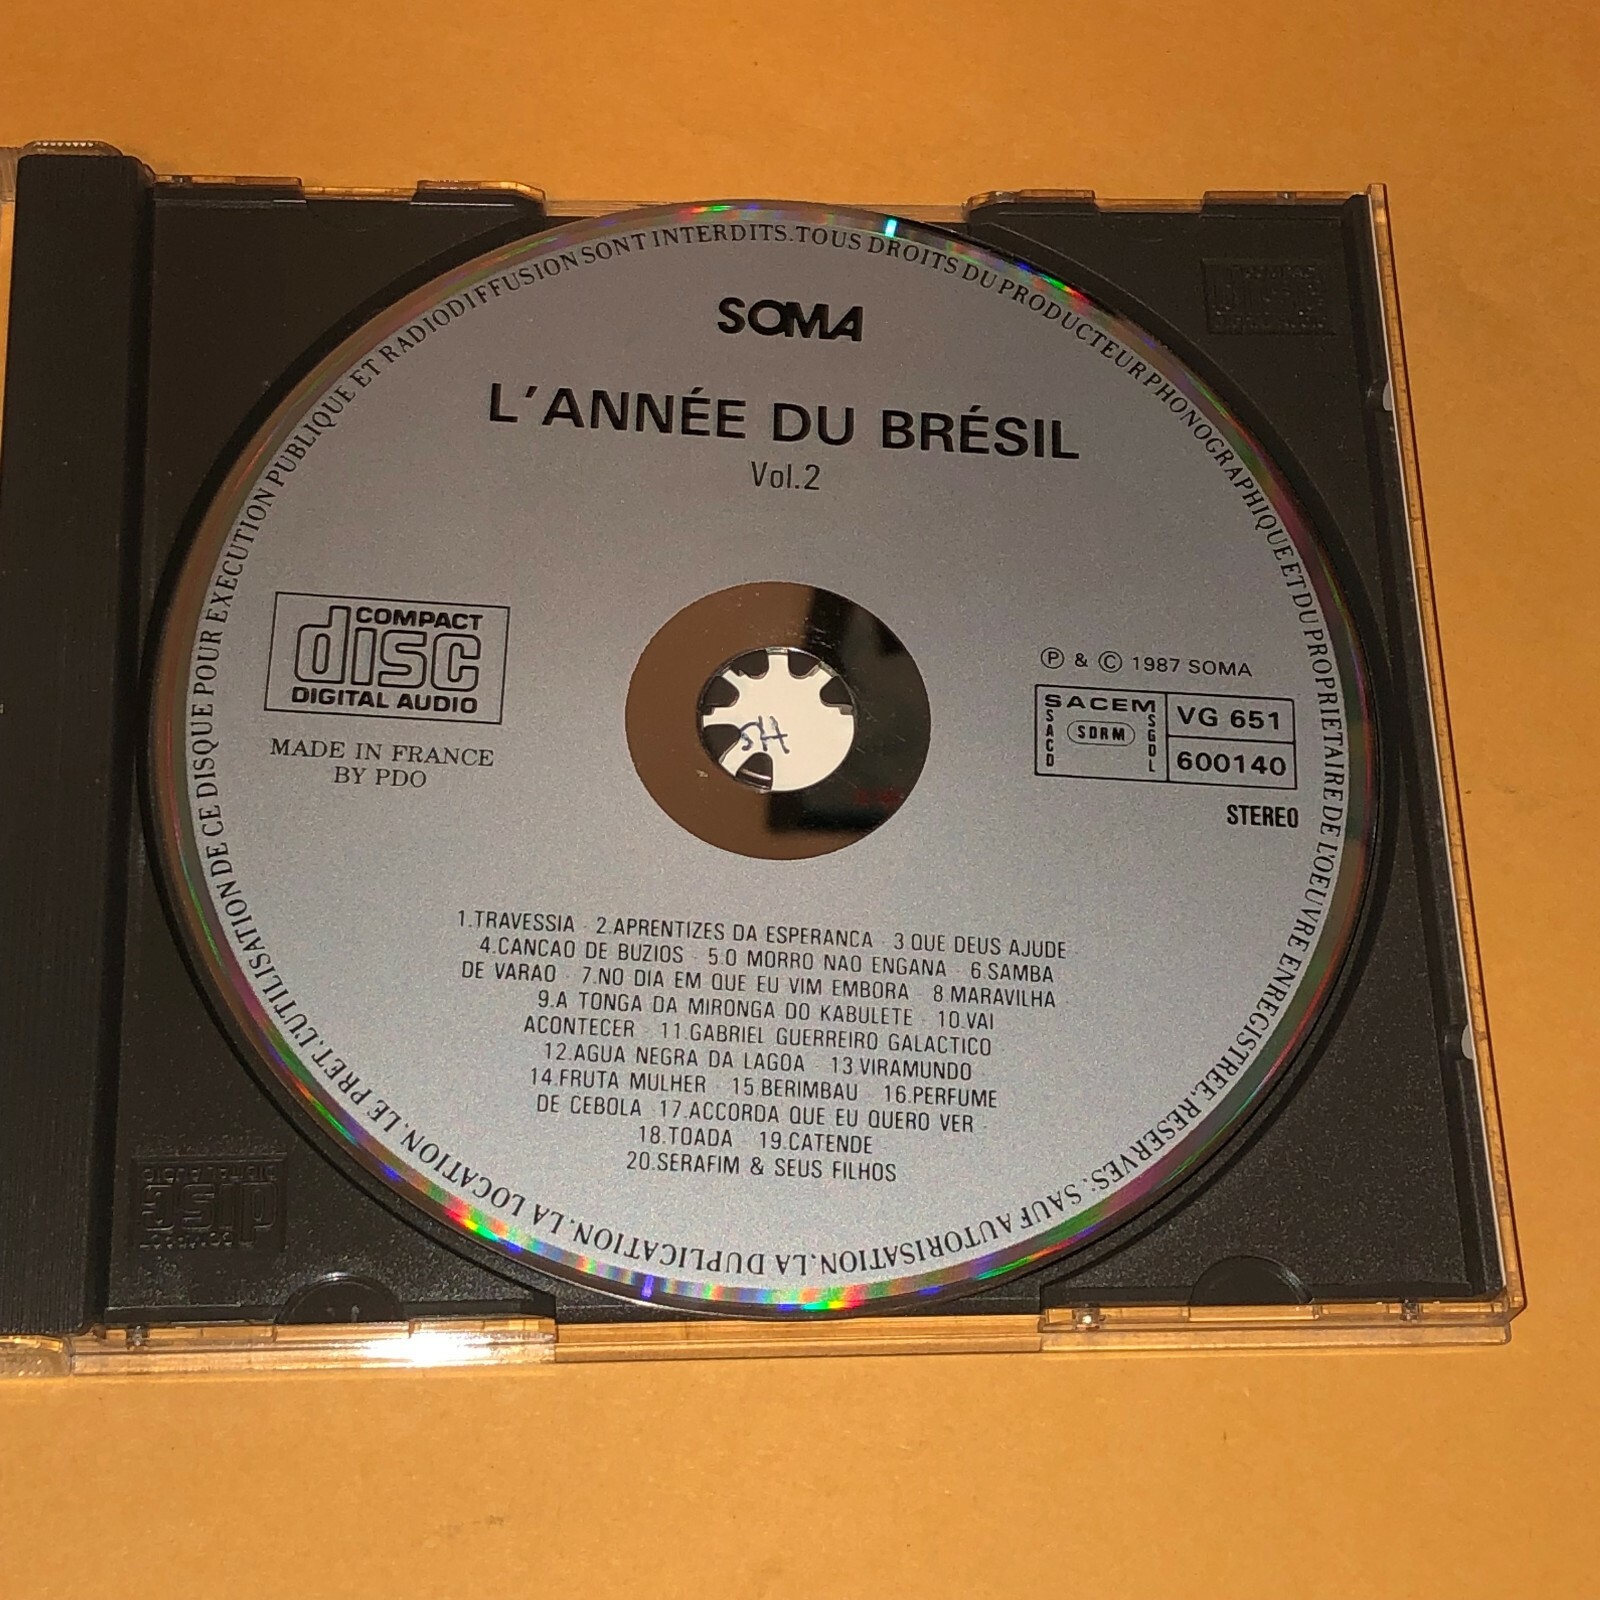 L'UTILISATION DE CE DISQUE POUR EXECUTION PUBLIQUE ET RADIODIFFUSION SONT INTERDITS. TOUS DROITS DU PRODUCTEUR PHONOGRAPHIQUE ET DU PROPRIETAIRE DE L'OEUVRE ENREGISTREE. RESERVES: SAUF AUTORISATION. LA DUPLICATION. LA LOCATION. LE PRET.
SOMA
L'ANNÉE DU BRÉSIL
Vol.2
COMPACT
disc
DIGITAL AUDIO
MADE IN FRANCE
BY PDO
Ⓟ & © 1987 SOMA
SACEM
SACD
SDRM
SGDL
VG 651
600140
STEREO
SH
1.TRAVESSIA · 2.APRENTIZES DA ESPERANCA · 3.QUE DEUS AJUDE ·
4.CANCAO DE BUZIOS · 5.O MORRO NAO ENGANA · 6.SAMBA
DE VARAO · 7.NO DIA EM QUE EU VIM EMBORA · 8.MARAVILHA ·
9.A TONGA DA MIRONGA DO KABULETE · 10.VAI
ACONTECER · 11.GABRIEL GUERREIRO GALACTICO
12.AGUA NEGRA DA LAGOA · 13.VIRAMUNDO ·
14.FRUTA MULHER · 15.BERIMBAU · 16.PERFUME
DE CEBOLA · 17.ACCORDA QUE EU QUERO VER ·
18.TOADA · 19.CATENDE
20.SERAFIM & SEUS FILHOS